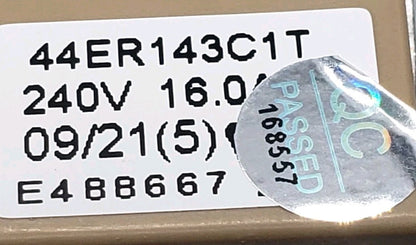 44ER143C1T
240V 16.0A
09/21(5)
E488667
QC
PASSED
168557